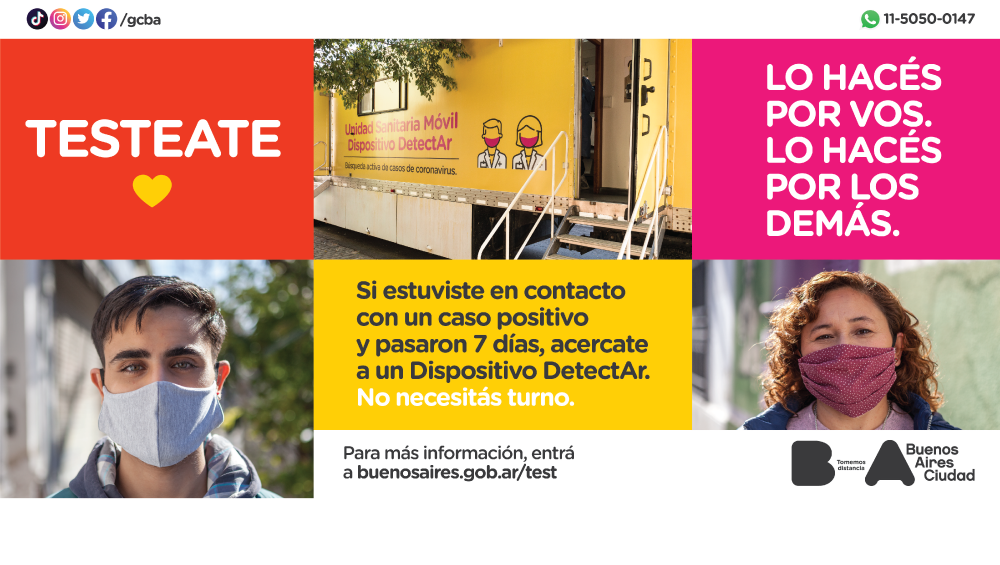 /gcba
11-5050-0147
TESTEATE
Unidad Sanitaria Móvil
Dispositivo DetectAr
Búsqueda activa de casos de coronavirus.
LO HACÉS
POR VOS.
LO HACÉS
POR LOS
DEMÁS.
Si estuviste en contacto
con un caso positivo
y pasaron 7 días, acercate
a un Dispositivo DetectAr.
No necesitás turno.
Para más información, entrá
a buenosaires.gob.ar/test
B
Tomemos
distancia
A
Buenos
Aires
Ciudad